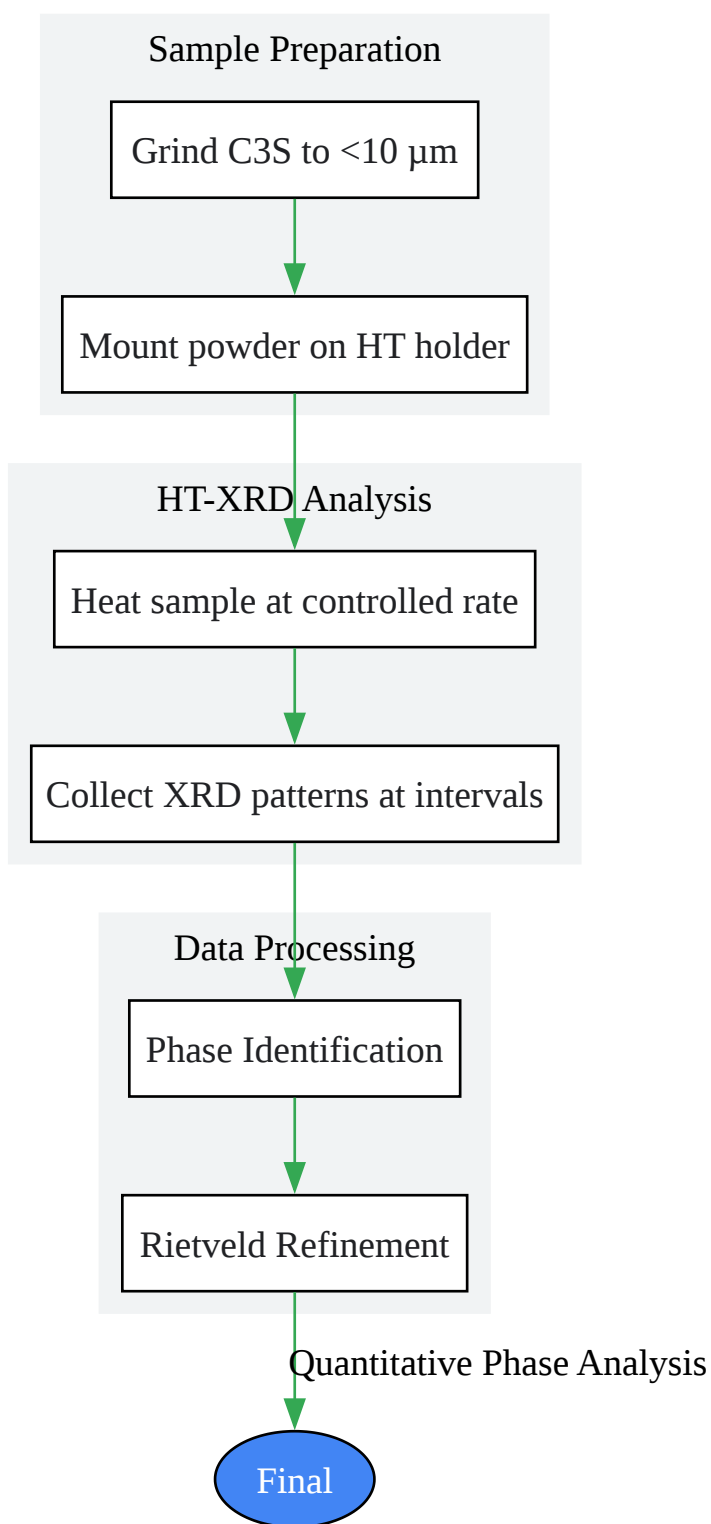 Sample Preparation
Grind C3S to <10 µm
Mount powder on HT holder
HT-XRD Analysis
Heat sample at controlled rate
Collect XRD patterns at intervals
Data Processing
Phase Identification
Rietveld Refinement
Quantitative Phase Analysis
Final